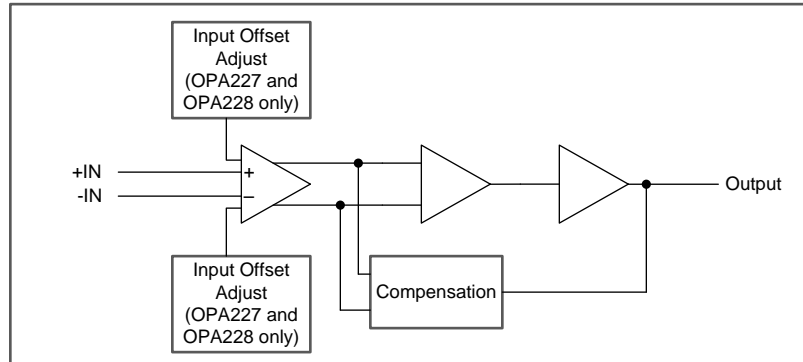 Input Offset
Adjust
(OPA227 and
OPA228 only)
+IN
-IN
+
–
Output
Input Offset
Adjust
(OPA227 and
OPA228 only)
Compensation